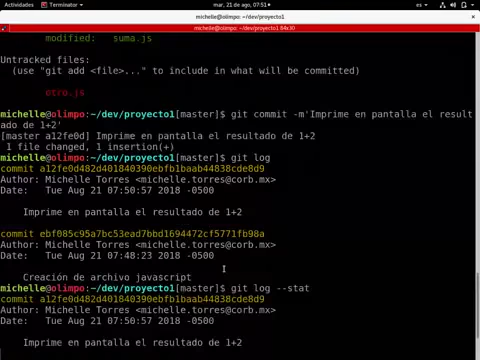 Activities Terminator mar, 21 de ago, 07:51 es
michelle@olimpo: ~/dev/proyecto1
michelle@olimpo: ~/dev/proyecto1 84x30
modified: suma.js
Untracked files:
(use "git add <file>..." to include in what will be committed)
otro.js
michelle@olimpo:~/dev/proyecto1[master]$ git commit -m'Imprime en pantalla el result
ado de 1+2'
[master a12fe0d] Imprime en pantalla el resultado de 1+2
1 file changed, 1 insertion(+)
michelle@olimpo:~/dev/proyecto1[master]$ git log
commit a12fe0d482d401840390ebfb1baab44838cde8d9
Author: Michelle Torres <michelle.torres@corb.mx>
Date: Tue Aug 21 07:50:57 2018 -0500
Imprime en pantalla el resultado de 1+2
commit ebf085c95a7bc53ead7bbd1694472cf5771fb98a
Author: Michelle Torres <michelle.torres@corb.mx>
Date: Tue Aug 21 07:48:23 2018 -0500
Creación de archivo javascript
michelle@olimpo:~/dev/proyecto1[master]$ git log --stat
commit a12fe0d482d401840390ebfb1baab44838cde8d9
Author: Michelle Torres <michelle.torres@corb.mx>
Date: Tue Aug 21 07:50:57 2018 -0500
Imprime en pantalla el resultado de 1+2